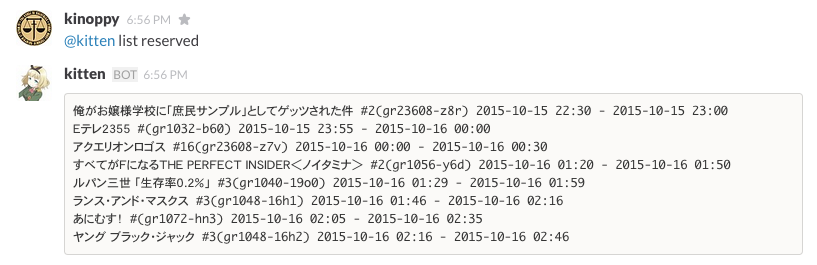 kinoppy 6:56 PM ★
@kitten list reserved
kitten BOT 6:56 PM
俺がお嬢様学校に「庶民サンプル」としてゲッツされた件 #2(gr23608-z8r) 2015-10-15 22:30 - 2015-10-15 23:00
Eテレ2355 #(gr1032-b60) 2015-10-15 23:55 - 2015-10-16 00:00
アクエリオンロゴス #16(gr23608-z7v) 2015-10-16 00:00 - 2015-10-16 00:30
すべてがFになるTHE PERFECT INSIDER<ノイタミナ> #2(gr1056-y6d) 2015-10-16 01:20 - 2015-10-16 01:50
ルパン三世 「生存率0.2%」 #3(gr1040-19o0) 2015-10-16 01:29 - 2015-10-16 01:59
ランス・アンド・マスクス #3(gr1048-16h1) 2015-10-16 01:46 - 2015-10-16 02:16
あにむす! #(gr1072-hn3) 2015-10-16 02:05 - 2015-10-16 02:35
ヤング ブラック・ジャック #3(gr1048-16h2) 2015-10-16 02:16 - 2015-10-16 02:46